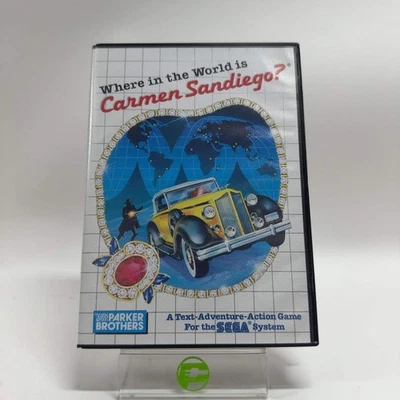 Where in the World is
Carmen Sandiego?®
PARKER
BROTHERS
A Text-Adventure-Action Game
For the SEGA® System